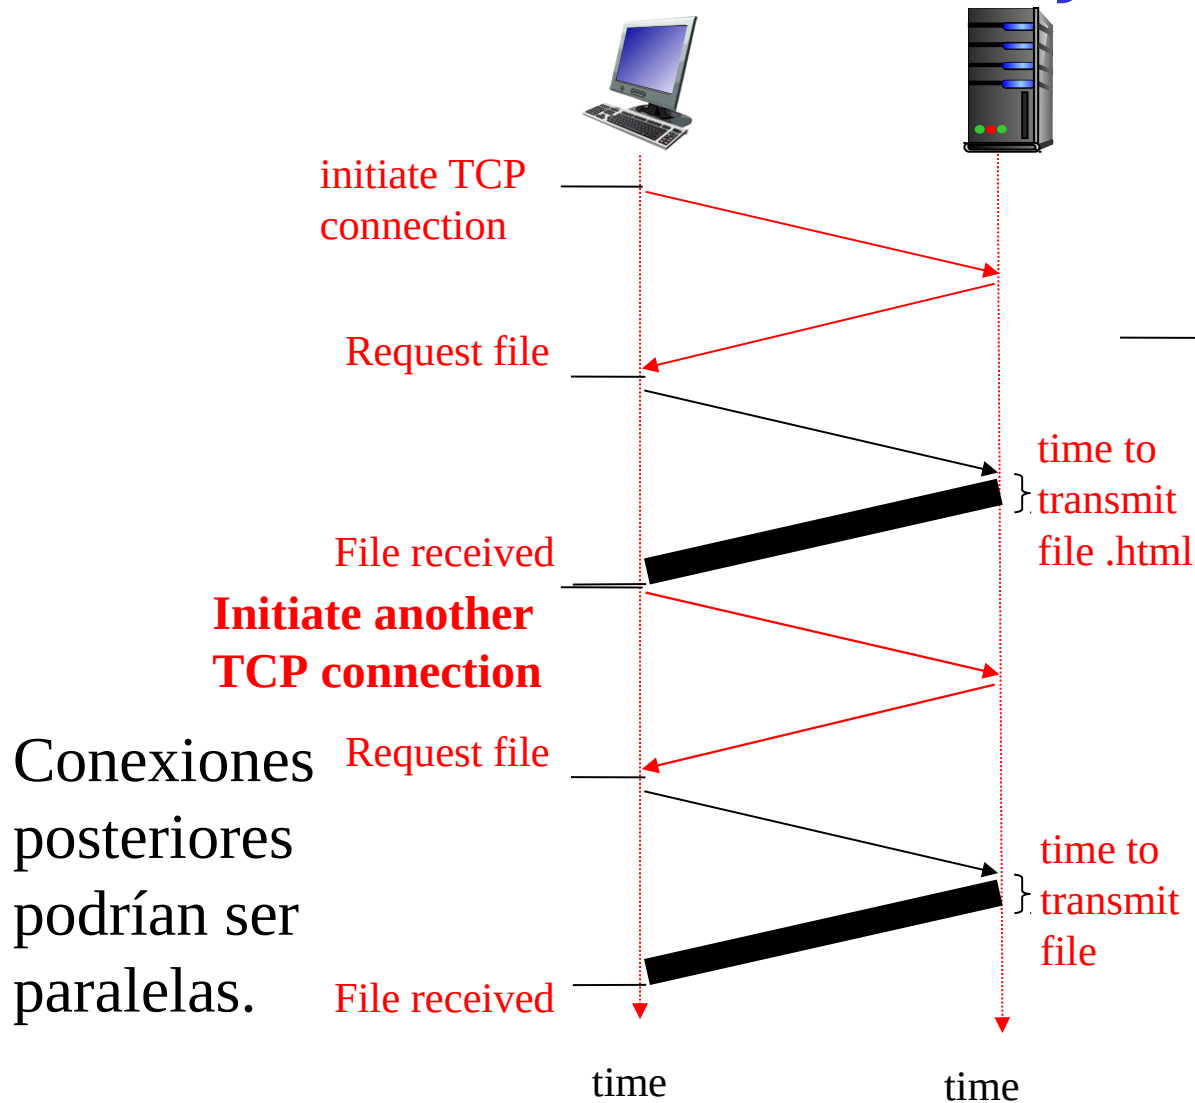 initiate TCP
connection
Request file
time to
transmit
file .html
File received
Initiate another
TCP connection
Request file
Conexiones
posteriores
podrían ser
paralelas.
time to
transmit
file
File received
time
time